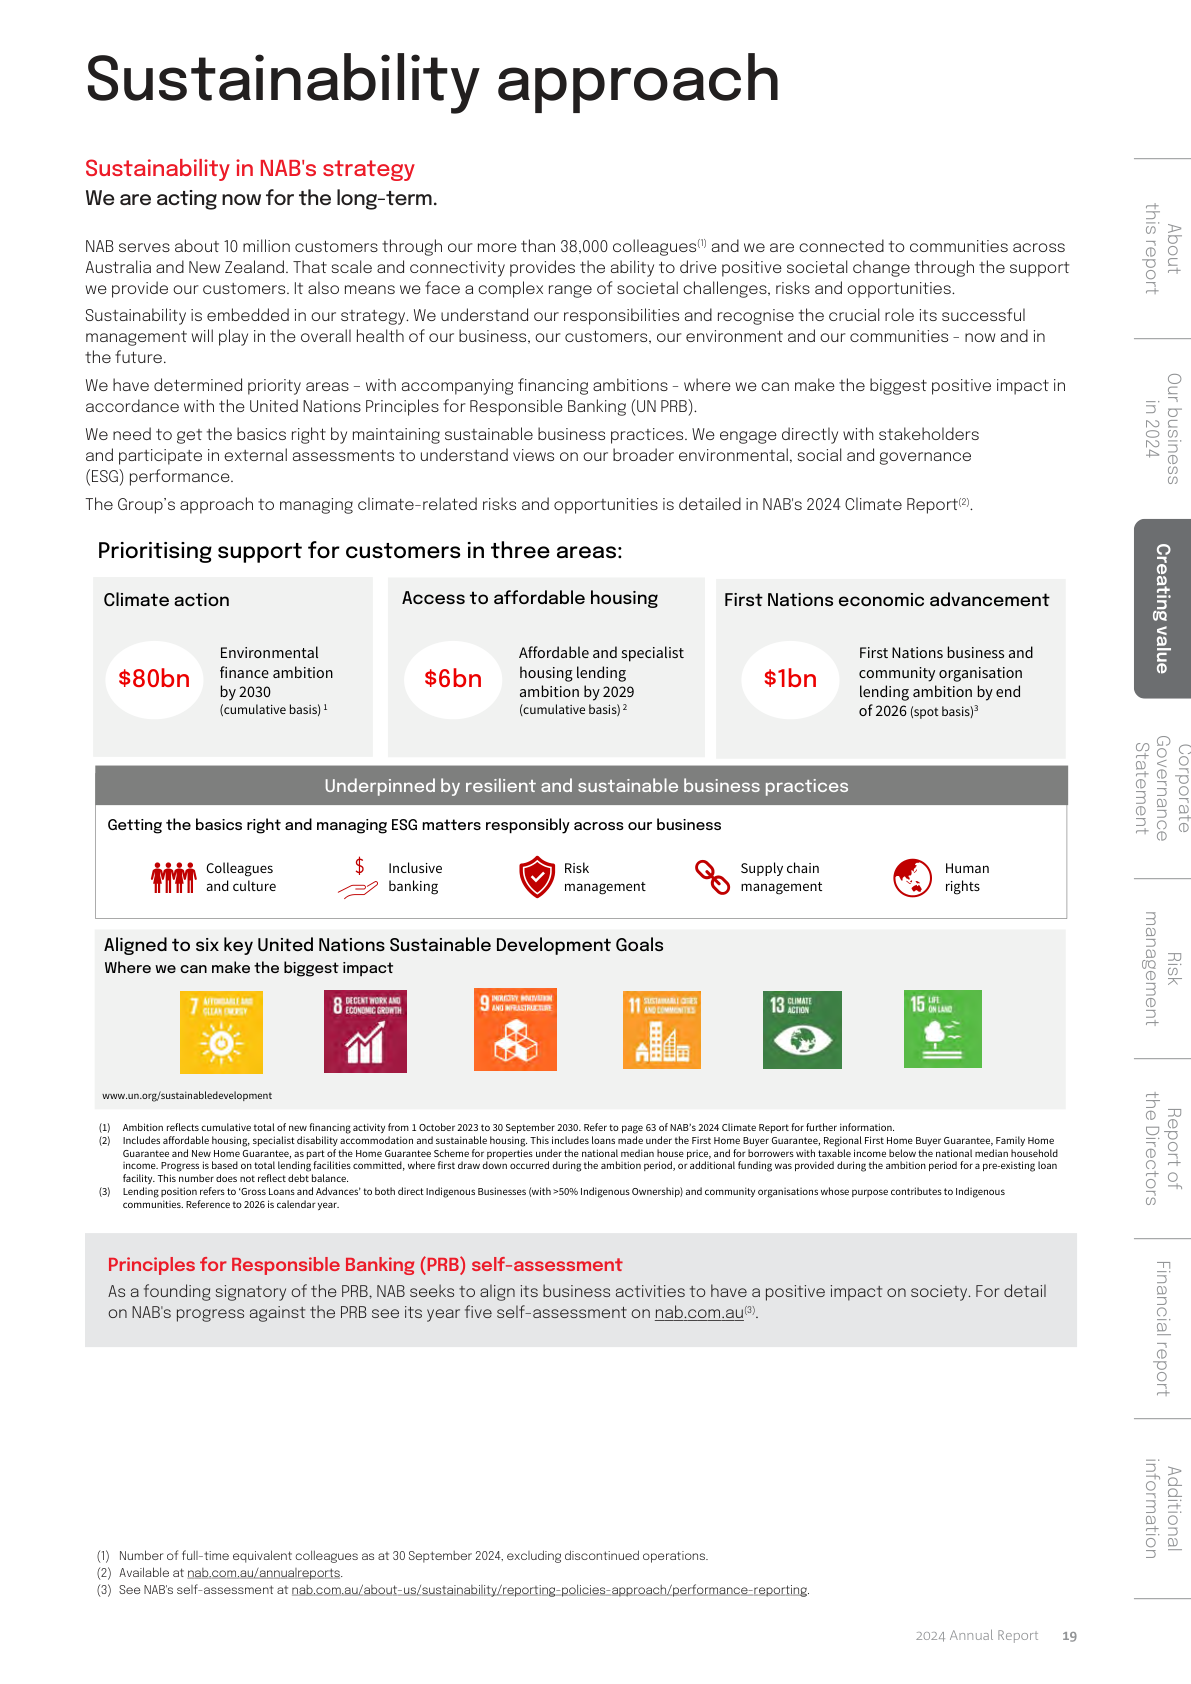 Sustainability approach
Sustainability in NAB's strategy
We are acting now for the long-term.
NAB serves about 10 million customers through our more than 38,000 colleagues(1) and we are connected to communities across
Australia and New Zealand. That scale and connectivity provides the ability to drive positive societal change through the support
we provide our customers. It also means we face a complex range of societal challenges, risks and opportunities.
Sustainability is embedded in our strategy. We understand our responsibilities and recognise the crucial role its successful
management will play in the overall health of our business, our customers, our environment and our communities – now and in
the future.
We have determined priority areas – with accompanying financing ambitions – where we can make the biggest positive impact in
accordance with the United Nations Principles for Responsible Banking (UN PRB).
We need to get the basics right by maintaining sustainable business practices. We engage directly with stakeholders
and participate in external assessments to understand views on our broader environmental, social and governance
(ESG) performance.
The Group's approach to managing climate-related risks and opportunities is detailed in NAB's 2024 Climate Report(2).
Prioritising support for customers in three areas:
Climate action
$80bn
Environmental
finance ambition
by 2030
(cumulative basis) 1
Access to affordable housing
$6bn
Affordable and specialist
housing lending
ambition by 2029
(cumulative basis) 2
First Nations economic advancement
$1bn
First Nations business and
community organisation
lending ambition by end
of 2026 (spot basis)3
Underpinned by resilient and sustainable business practices
Getting the basics right and managing ESG matters responsibly across our business
Colleagues
and culture
$
Inclusive
banking
Risk
management
Supply chain
management
Human
rights
Aligned to six key United Nations Sustainable Development Goals
Where we can make the biggest impact
7 AFFORDABLE AND
CLEAN ENERGY
8 DECENT WORK AND
ECONOMIC GROWTH
9 INDUSTRY, INNOVATION
AND INFRASTRUCTURE
11 SUSTAINABLE CITIES
AND COMMUNITIES
13 CLIMATE
ACTION
15 LIFE
ON LAND
www.un.org/sustainabledevelopment
(1) Ambition reflects cumulative total of new financing activity from 1 October 2023 to 30 September 2030. Refer to page 63 of NAB's 2024 Climate Report for further information.
(2) Includes affordable housing, specialist disability accommodation and sustainable housing. This includes loans made under the First Home Buyer Guarantee, Regional First Home Buyer Guarantee, Family Home
Guarantee and New Home Guarantee, as part of the Home Guarantee Scheme for properties under the national median house price, and for borrowers with taxable income below the national median household
income. Progress is based on total lending facilities committed, where first draw down occurred during the ambition period, or additional funding was provided during the ambition period for a pre-existing loan
facility. This number does not reflect debt balance.
(3) Lending position refers to 'Gross Loans and Advances' to both direct Indigenous Businesses (with >50% Indigenous Ownership) and community organisations whose purpose contributes to Indigenous
communities. Reference to 2026 is calendar year.
Principles for Responsible Banking (PRB) self-assessment
As a founding signatory of the PRB, NAB seeks to align its business activities to have a positive impact on society. For detail
on NAB's progress against the PRB see its year five self-assessment on nab.com.au(3).
(1) Number of full-time equivalent colleagues as at 30 September 2024, excluding discontinued operations.
(2) Available at nab.com.au/annualreports.
(3) See NAB's self-assessment at nab.com.au/about-us/sustainability/reporting-policies-approach/performance-reporting.
2024 Annual Report 19
About
this report
Our business
in 2024
Creating value
Corporate
Governance
Statement
Risk
management
Report of
the Directors
Financial report
Additional
information